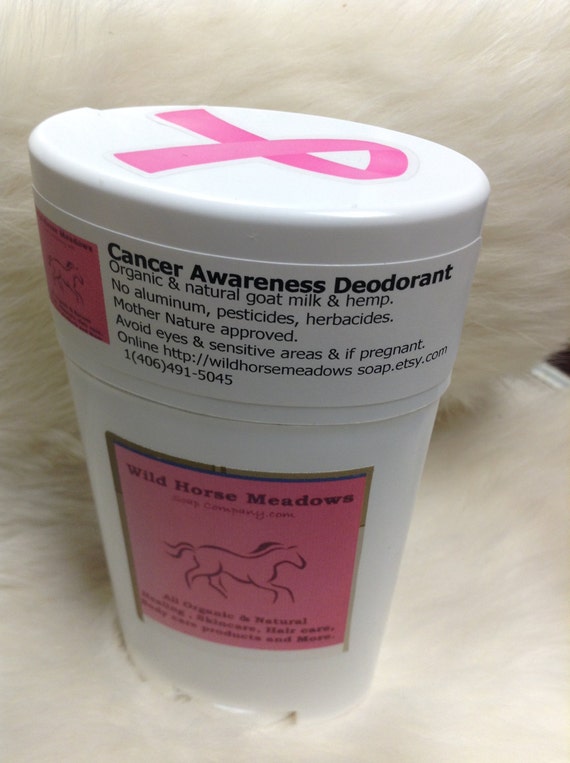 Cancer Awareness Deodorant
Organic & natural goat milk & hemp.
No aluminum, pesticides, herbacides.
Mother Nature approved.
Avoid eyes & sensitive areas & if pregnant.
Online http://wildhorsemeadows soap.etsy.com
1(406)491-5045
Meadows
Wild Horse Meadows
Soap Company.com
All Organic & Natural
Healing , Skincare, Hair care,
Body care products and More.